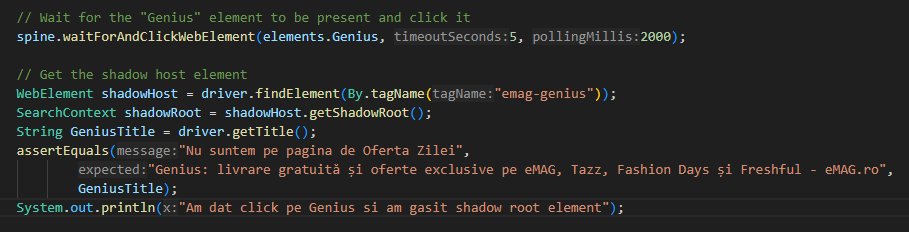 // Wait for the "Genius" element to be present and click it
spine.waitForAndClickWebElement(elements.Genius, timeoutSeconds:5, pollingMillis:2000);
// Get the shadow host element
WebElement shadowHost = driver.findElement(By.tagName(tagName:"emag-genius"));
SearchContext shadowRoot = shadowHost.getShadowRoot();
String GeniusTitle = driver.getTitle();
assertEquals(message:"Nu suntem pe pagina de Oferta Zilei",
expected:"Genius: livrare gratuită și oferte exclusive pe eMAG, Tazz, Fashion Days și Freshful - eMAG.ro",
GeniusTitle);
System.out.println(x:"Am dat click pe Genius si am gasit shadow root element");